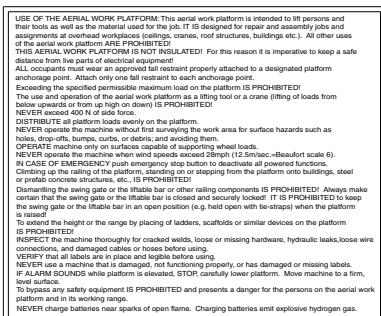 USE OF THE AERIAL WORK PLATFORM: This aerial work platform is intended to lift persons and
their tools as well as the material used for the job. IT IS designed for repair and assembly jobs and
assignments at overhead workplaces (ceilings, cranes, roof structures, buildings etc.). All other uses
of the aerial work platform ARE PROHIBITED!
THIS AERIAL WORK PLATFORM IS NOT INSULATED! For this reason it is imperative to keep a safe
distance from live parts of electrical equipment!
ALL occupants must wear an approved fall restraint properly attached to a designated platform
anchorage point. Attach only one fall restraint to each anchorage point.
Exceeding the specified permissible maximum load on the platform IS PROHIBITED!
The use and operation of the aerial work platform as a lifting tool or a crane (lifting of loads from
below upwards or from up high on down) IS PROHIBITED!
NEVER exceed 400 N of side force.
DISTRIBUTE all platform loads evenly on the platform.
NEVER operate the machine without first surveying the work area for surface hazards such as
holes, drop-offs, bumps, curbs, or debris; and avoiding them.
OPERATE machine only on surfaces capable of supporting wheel loads.
NEVER operate the machine when wind speeds exceed 28mph (12.5m/sec.=Beaufort scale 6).
IN CASE OF EMERGENCY push emergency stop button to deactivate all powered functions.
Climbing up the railing of the platform, standing on or stepping from the platform onto buildings, steel
or prefab concrete structures, etc., IS PROHIBITED!
Dismantling the swing gate or the liftable bar or other railing components IS PROHIBITED! Always make
certain that the swing gate or the liftable bar is closed and securely locked! IT IS PROHIBITED to keep
the swing gate or the liftable bar in an open position (e.g. held open with tie-straps) when the platform
is raised!
To extend the height or the range by placing of ladders, scaffolds or similar devices on the platform
IS PROHIBITED!
INSPECT the machine thoroughly for cracked welds, loose or missing hardware, hydraulic leaks,loose wire
connections, and damaged cables or hoses before using.
VERIFY that all labels are in place and legible before using.
NEVER use a machine that is damaged, not functioning properly, or has damaged or missing labels.
IF ALARM SOUNDS while platform is elevated, STOP, carefully lower platform. Move machine to a firm,
level surface.
To bypass any safety equipment IS PROHIBITED and presents a danger for the persons on the aerial work
platform and in its working range.
NEVER charge batteries near sparks of open flame. Charging batteries emit explosive hydrogen gas.